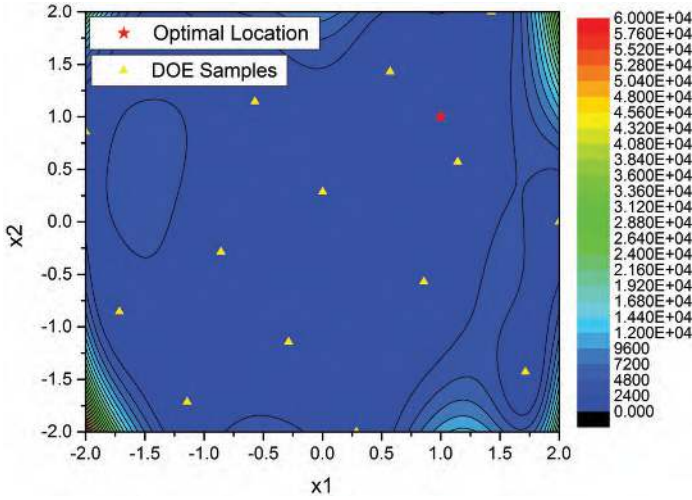 Optimal Location
DOE Samples
2.0
1.5
1.0
0.5
0.0
-0.5
-1.0
-1.5
-2.0
x2
-2.0 -1.5 -1.0 -0.5 0.0 0.5 1.0 1.5 2.0
x1
6.000E+04
5.760E+04
5.520E+04
5.280E+04
5.040E+04
4.800E+04
4.560E+04
4.320E+04
4.080E+04
3.840E+04
3.600E+04
3.360E+04
3.120E+04
2.880E+04
2.640E+04
2.400E+04
2.160E+04
1.920E+04
1.680E+04
1.440E+04
1.200E+04
9600
7200
4800
2400
0.000